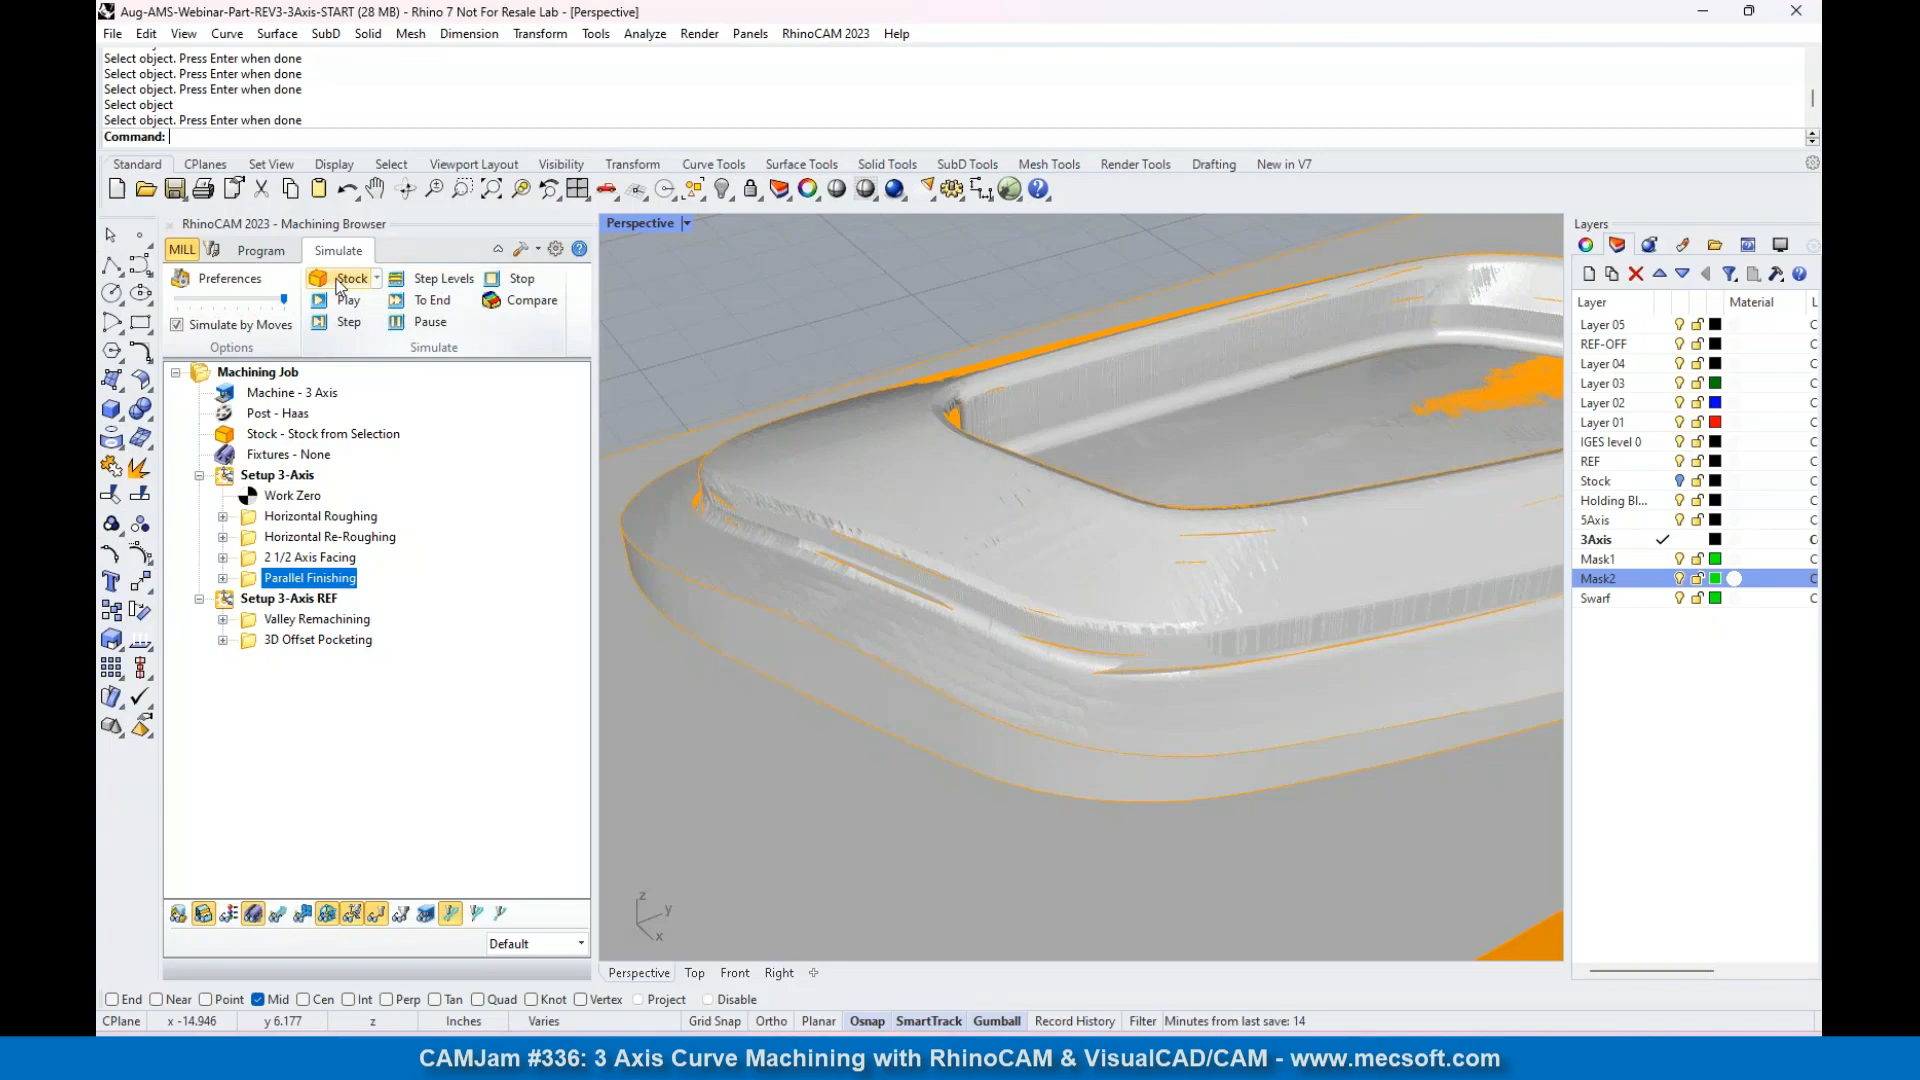 Aug-AMS-Webinar-Part-REV3-3Axis-START (28 MB) - Rhino 7 Not For Resale Lab - [Perspective]
File Edit View Curve Surface SubD Solid Mesh Dimension Transform Tools Analyze Render Panels RhinoCAM 2023 Help
Select object. Press Enter when done
Select object. Press Enter when done
Select object. Press Enter when done
Select object
Select object. Press Enter when done
Command:
Standard CPlanes Set View Display Select Viewport Layout Visibility Transform Curve Tools Surface Tools Solid Tools SubD Tools Mesh Tools Render Tools Drafting New in V7
RhinoCAM 2023 - Machining Browser
MILL Program Simulate
Preferences Stock Step Levels Stop
Play To End Compare
Simulate by Moves Step Pause
Options Simulate
Machining Job
Machine - 3 Axis
Post - Haas
Stock - Stock from Selection
Fixtures - None
Setup 3-Axis
Work Zero
Horizontal Roughing
Horizontal Re-Roughing
2 1/2 Axis Facing
Parallel Finishing
Setup 3-Axis REF
Valley Remachining
3D Offset Pocketing
Default
Perspective
z
y
x
Perspective Top Front Right
Layers
Layer Material L
Layer 05 C
REF-OFF C
Layer 04 C
Layer 03 C
Layer 02 C
Layer 01 C
IGES level 0 C
REF C
Stock C
Holding Bl... C
5Axis C
3Axis C
Mask1 C
Mask2 C
Swarf C
End Near Point Mid Cen Int Perp Tan Quad Knot Vertex Project Disable
CPlane x -14.946 y 6.177 z Inches Varies Grid Snap Ortho Planar Osnap SmartTrack Gumball Record History Filter Minutes from last save: 14
CAMJam #336: 3 Axis Curve Machining with RhinoCAM & VisualCAD/CAM - www.mecsoft.com